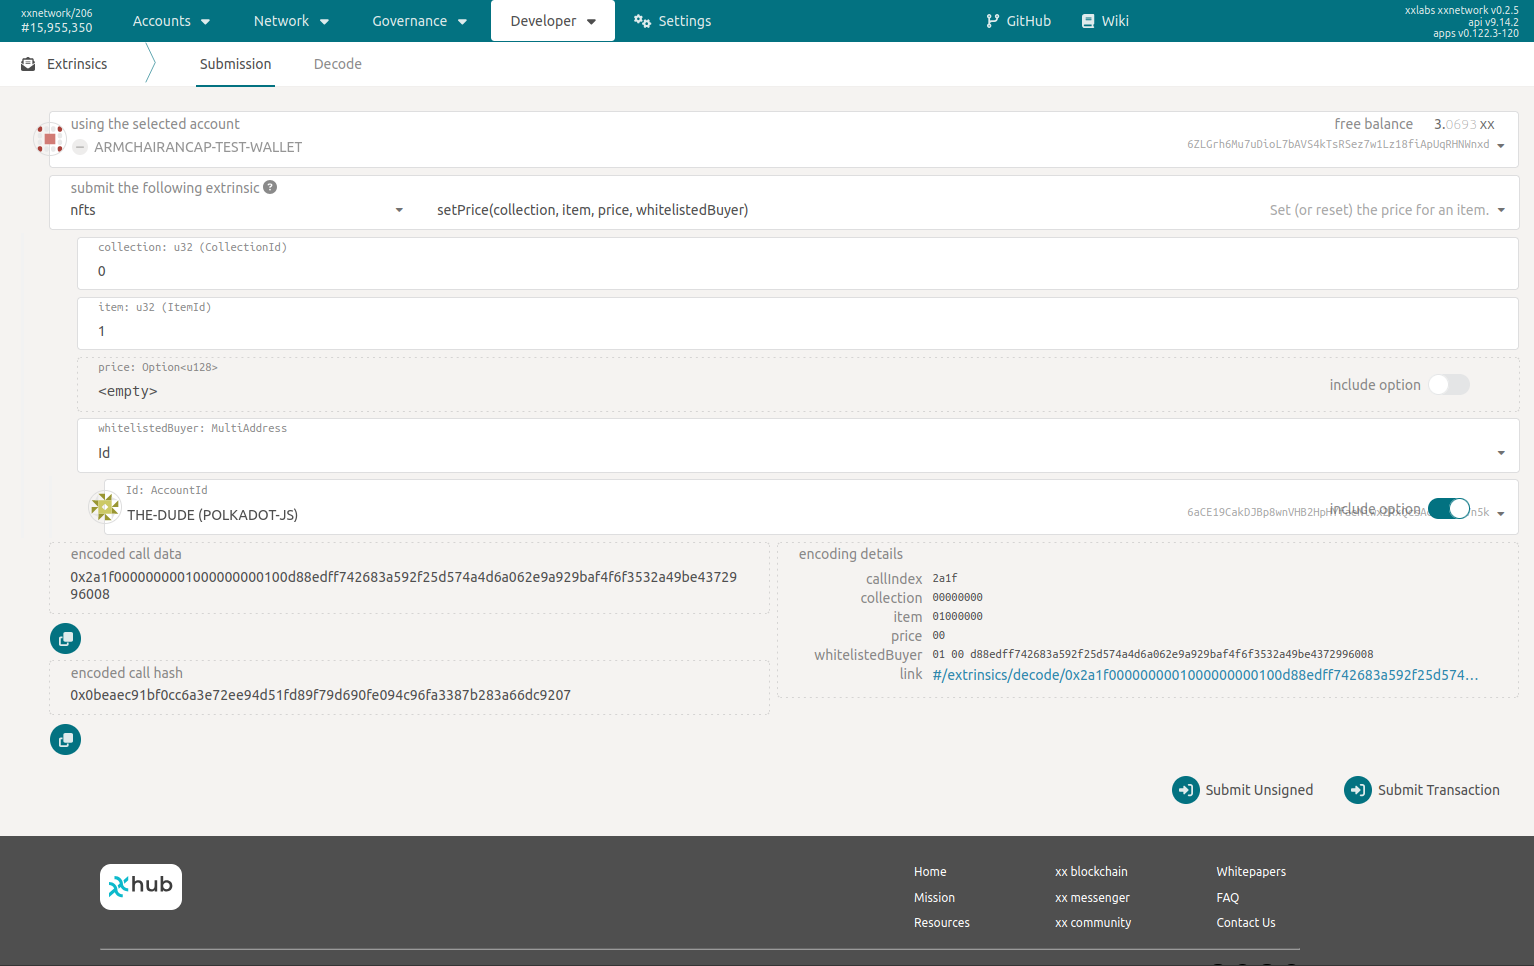 xxnetwork/206
#15,955,350
Accounts
Network
Governance
Developer
Settings
GitHub
Wiki
xxlabs xxnetwork v0.2.5
api v9.14.2
apps v0.122.3-120
Extrinsics
Submission
Decode
using the selected account
ARMCHAIRANCAP-TEST-WALLET
free balance 3.0693 xx
6ZLGrh6Mu7uDioL7bAVS4kTsRSez7w1Lz18fiApUqRHNWnxd
submit the following extrinsic ?
nfts
setPrice(collection, item, price, whitelistedBuyer)
Set (or reset) the price for an item.
collection: u32 (CollectionId)
0
item: u32 (ItemId)
1
price: Option<u128>
<empty>
include option
whitelistedBuyer: MultiAddress
Id
Id: AccountId
THE-DUDE (POLKADOT-JS)
include option
encoded call data
0x2a1f00000000010000000000100d88edff742683a592f25d574a4d6a062e9a929baf4f6f3532a49be43729
96008
encoded call hash
0x0beaec91bf0cc6a3e72ee94d51fd89f79d690fe094c96fa3387b283a66dc9207
encoding details
callIndex 2a1f
collection 00000000
item 01000000
price 00
whitelistedBuyer 01 00 d88edff742683a592f25d574a4d6a062e9a929baf4f6f3532a49be4372996008
link #/extrinsics/decode/0x2a1f0000000001000000000100d88edff742683a592f25d574…
Submit Unsigned
Submit Transaction
hub
Home
Mission
Resources
xx blockchain
xx messenger
xx community
Whitepapers
FAQ
Contact Us